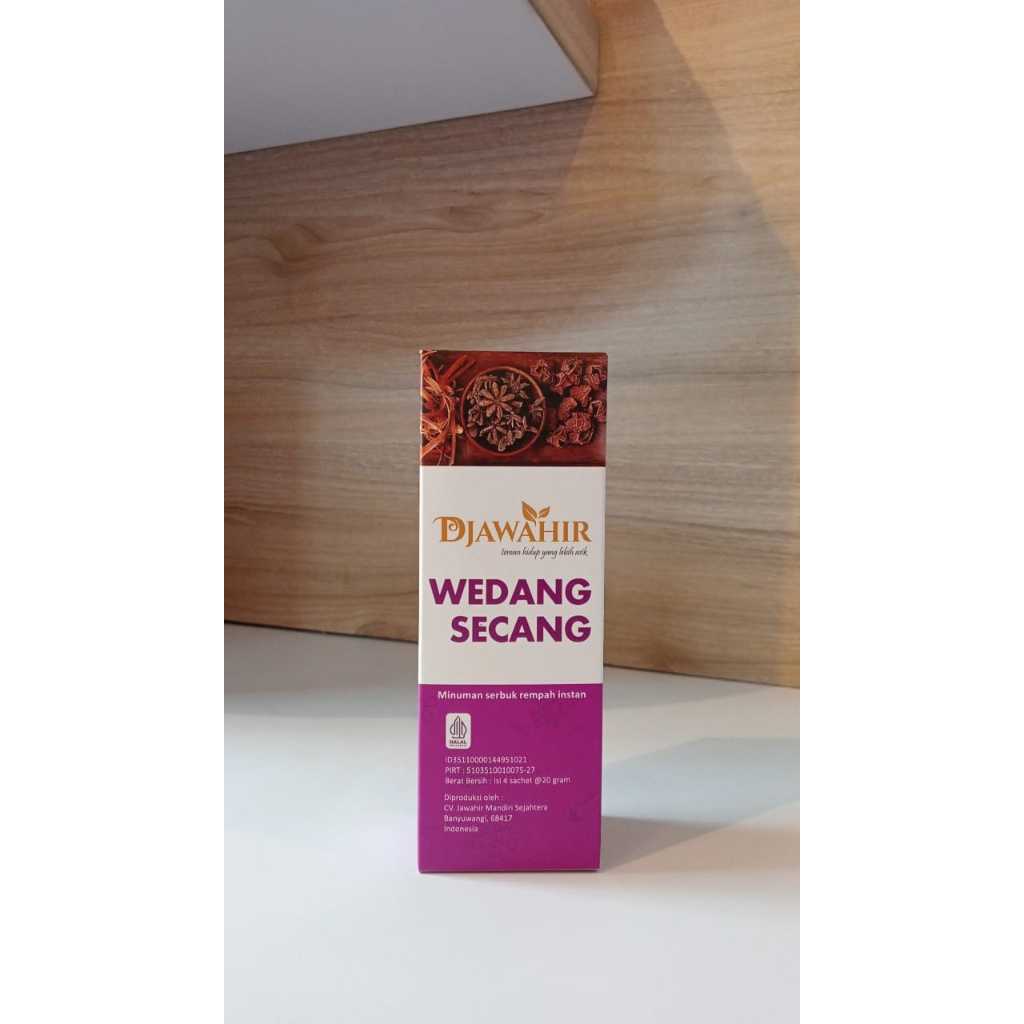 DJAWAHIR
teman hidup yang lebih asik
WEDANG
SECANG
Minuman serbuk rempah instan
HALAL
ID35110000144951021
PIRT : 5103510010075-27
Berat Bersih : Isi 4 sachet @20 gram
Diproduksi oleh :
CV. Jawahir Mandiri Sejahtera
Banyuwangi, 68417
Indonesia